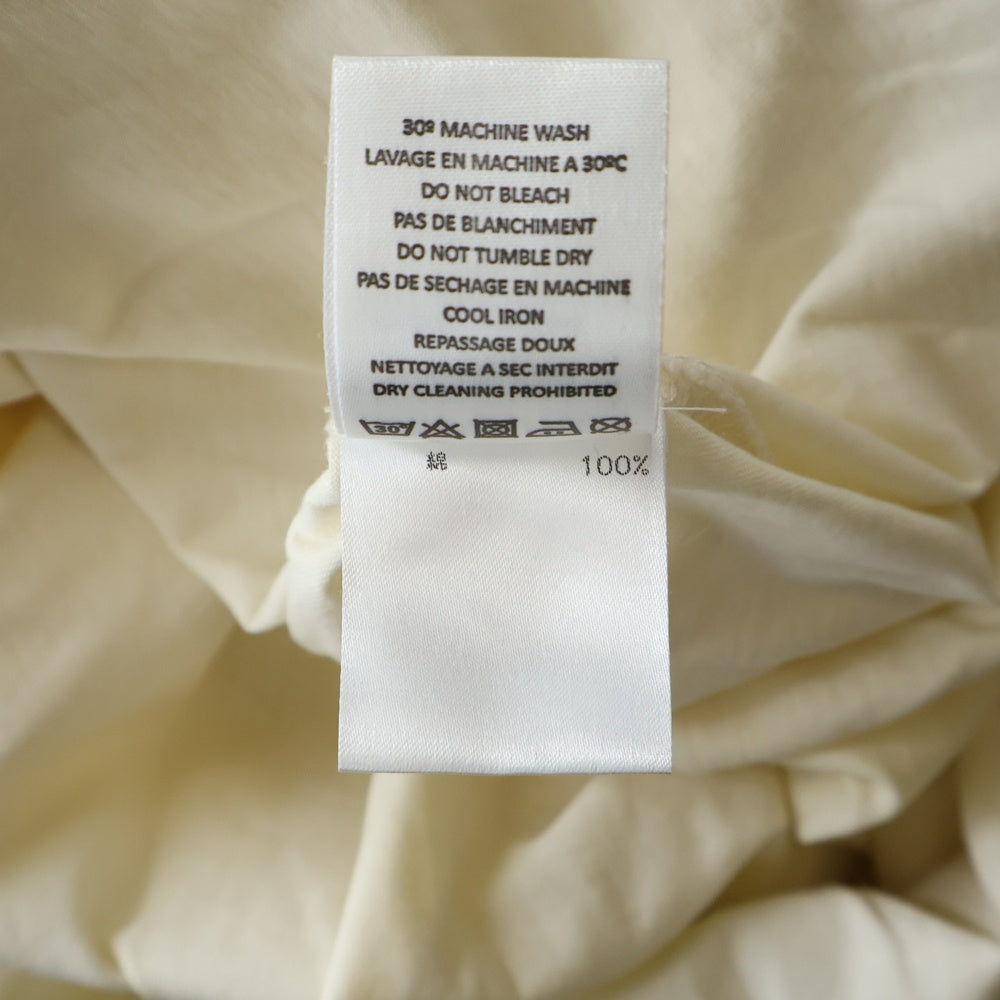 30º MACHINE WASH
LAVAGE EN MACHINE A 30ºC
DO NOT BLEACH
PAS DE BLANCHIMENT
DO NOT TUMBLE DRY
PAS DE SECHAGE EN MACHINE
COOL IRON
REPASSAGE DOUX
NETTOYAGE A SEC INTERDIT
DRY CLEANING PROHIBITED
30°
綿 100%